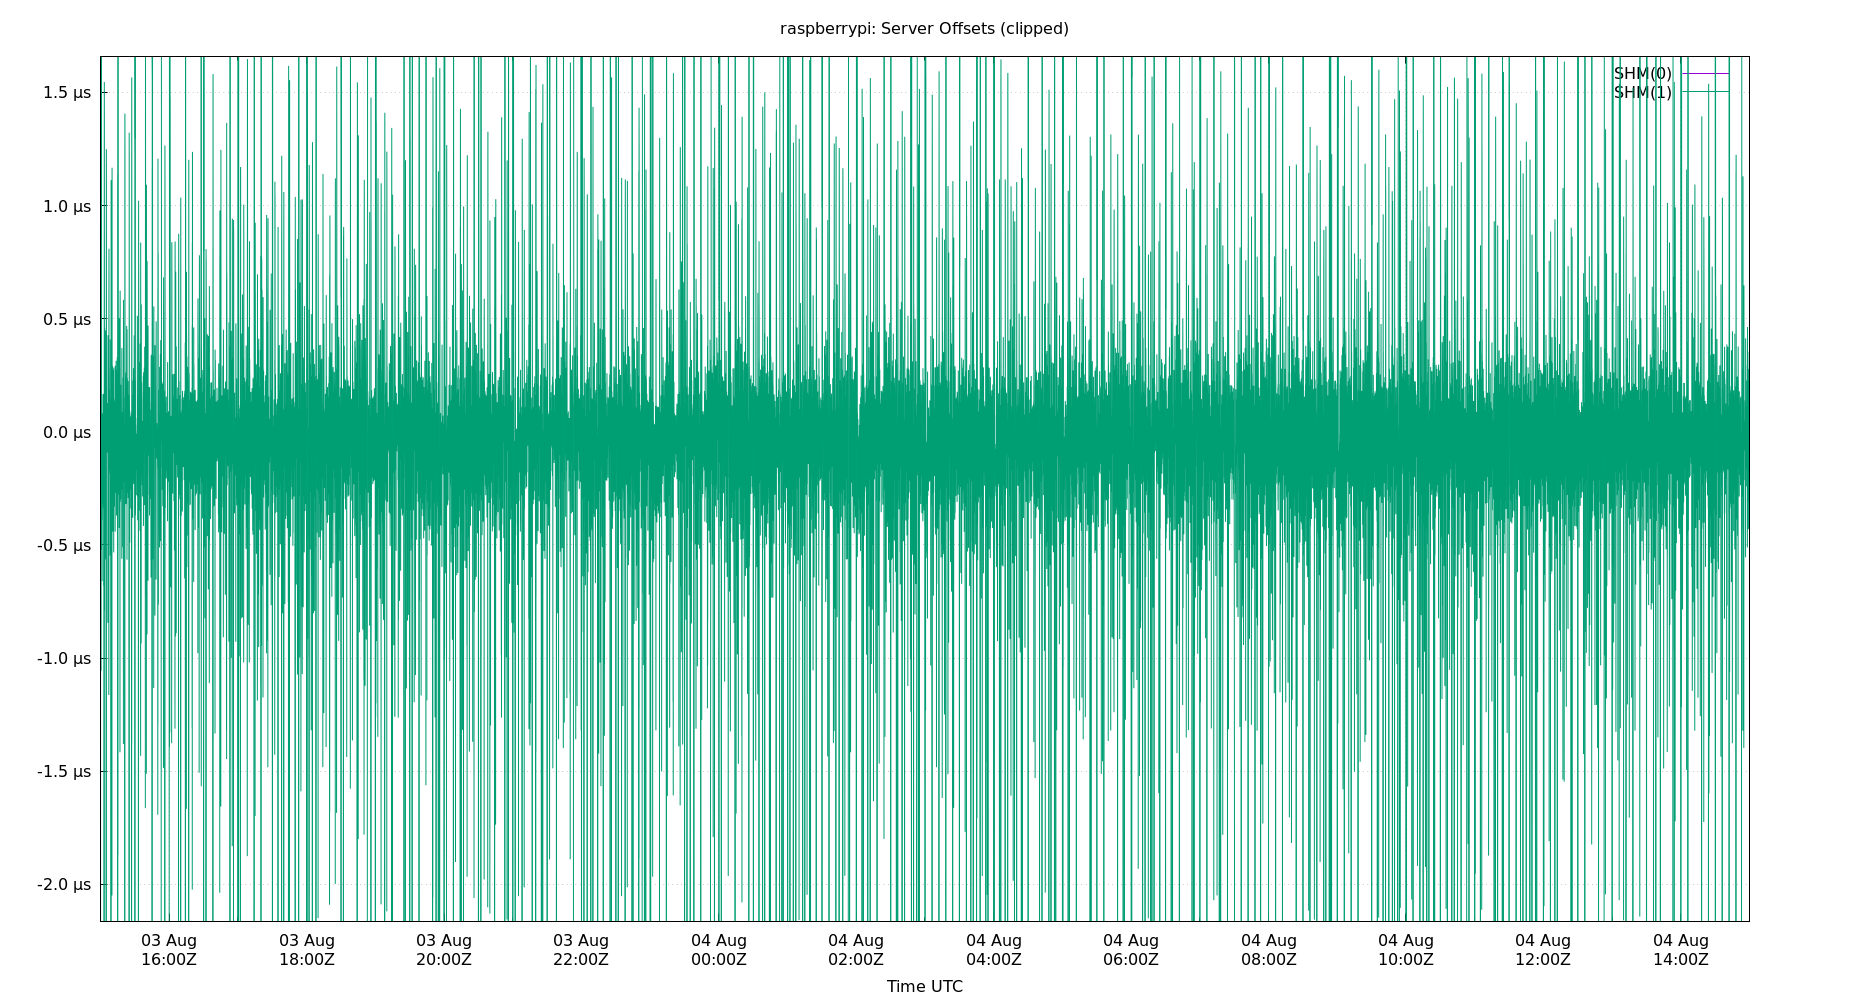 raspberrypi: Server Offsets (clipped)
SHM(0)
SHM(1)
1.5 µs
1.0 µs
0.5 µs
0.0 µs
-0.5 µs
-1.0 µs
-1.5 µs
-2.0 µs
03 Aug 03 Aug 03 Aug 03 Aug 04 Aug 04 Aug 04 Aug 04 Aug 04 Aug 04 Aug 04 Aug 04 Aug
16:00Z 18:00Z 20:00Z 22:00Z 00:00Z 02:00Z 04:00Z 06:00Z 08:00Z 10:00Z 12:00Z 14:00Z
Time UTC